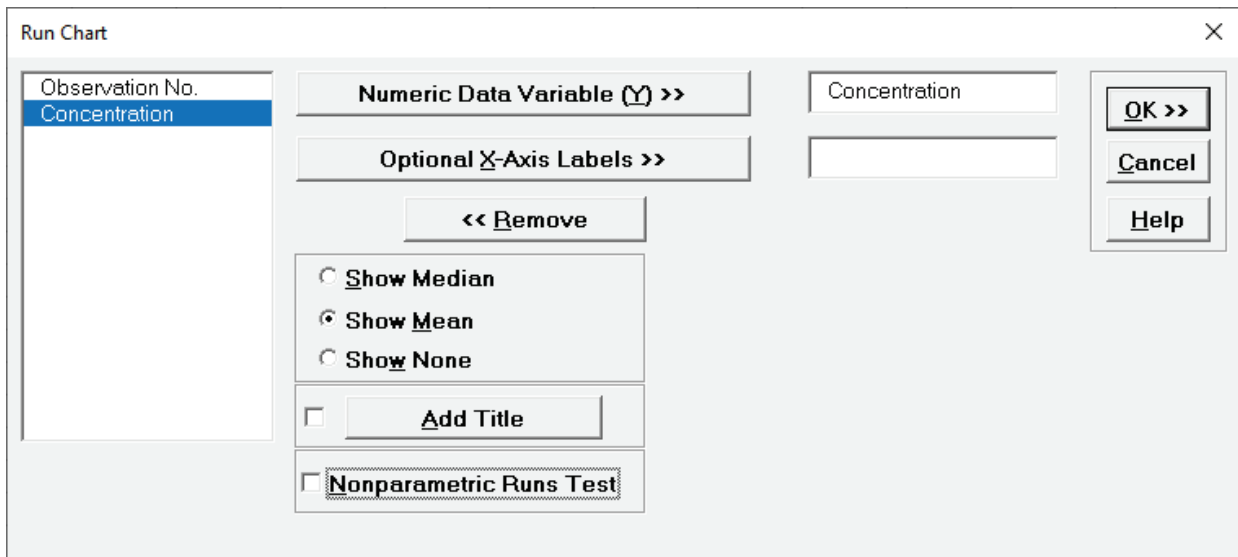 Run Chart
Observation No.
Concentration
Numeric Data Variable (Y) >>
Concentration
OK >>
Optional X-Axis Labels >>
Cancel
<< Remove
Help
Show Median
Show Mean
Show None
Add Title
Nonparametric Runs Test